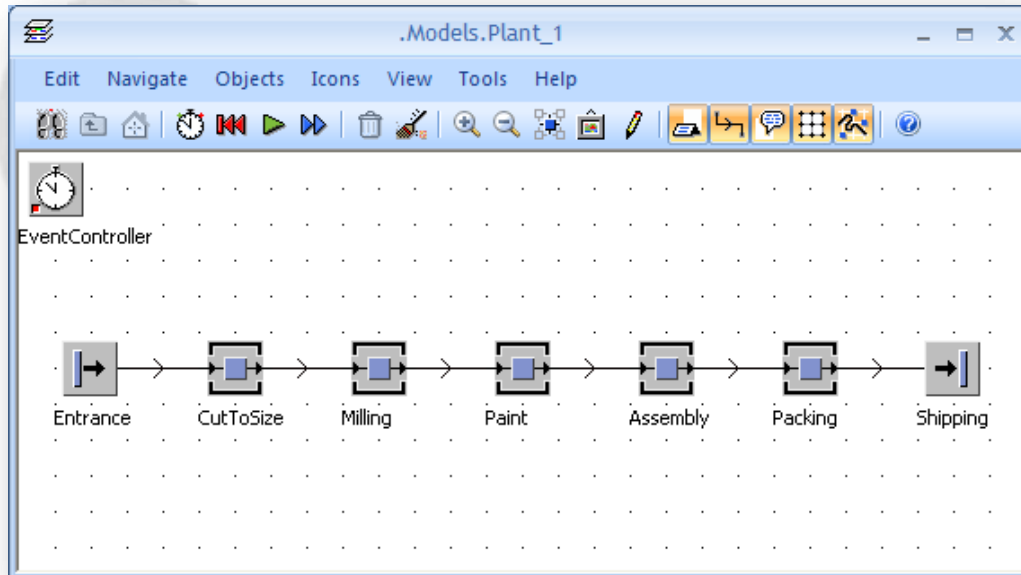 .Models.Plant_1
Edit Navigate Objects Icons View Tools Help
EventController
Entrance CutToSize Milling Paint Assembly Packing Shipping